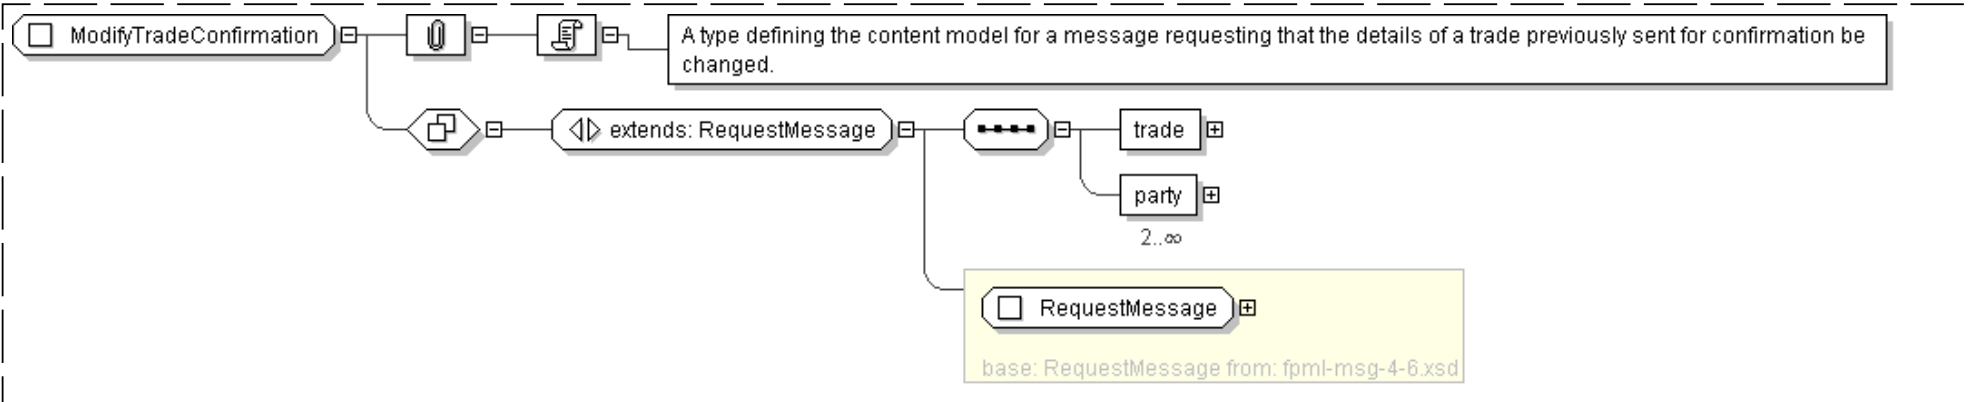 ModifyTradeConfirmation
A type defining the content model for a message requesting that the details of a trade previously sent for confirmation be
changed.
extends: RequestMessage
trade
party
2..∞
RequestMessage
base: RequestMessage from: fpml-msg-4-6.xsd